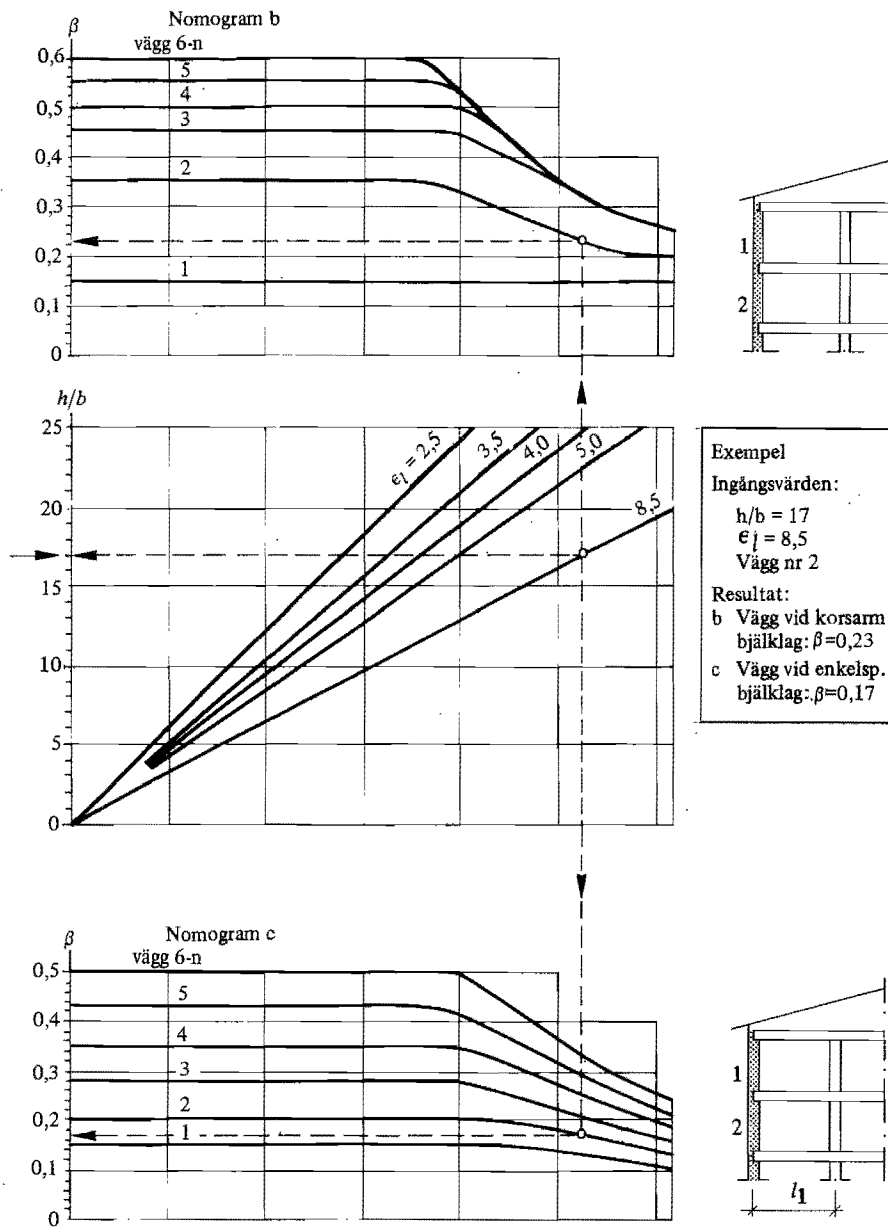 β
Nomogram b
vägg 6-n
0,6
5
0,5
4
3
0,4
2
0,3
0,2
1
0,1
0
1
2
h/b
25
20
15
10
5
0
ϵl = 2,5
3,5
4,0
5,0
8,5
Exempel
Ingångsvärden:
h/b = 17
ϵl = 8,5
Vägg nr 2
Resultat:
b Vägg vid korsarm
bjälklag: β=0,23
c Vägg vid enkelsp.
bjälklag: β=0,17
β
Nomogram c
vägg 6-n
0,5
5
0,4
4
0,3
3
2
0,2
1
0,1
0
1
2
l1